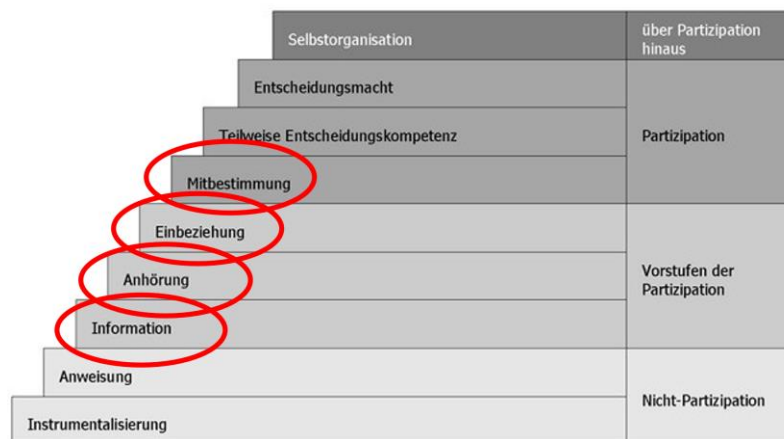 Selbstorganisation
über Partizipation
hinaus
Entscheidungsmacht
Teilweise Entscheidungskompetenz
Partizipation
Mitbestimmung
Einbeziehung
Anhörung
Vorstufen der
Partizipation
Information
Anweisung
Nicht-Partizipation
Instrumentalisierung